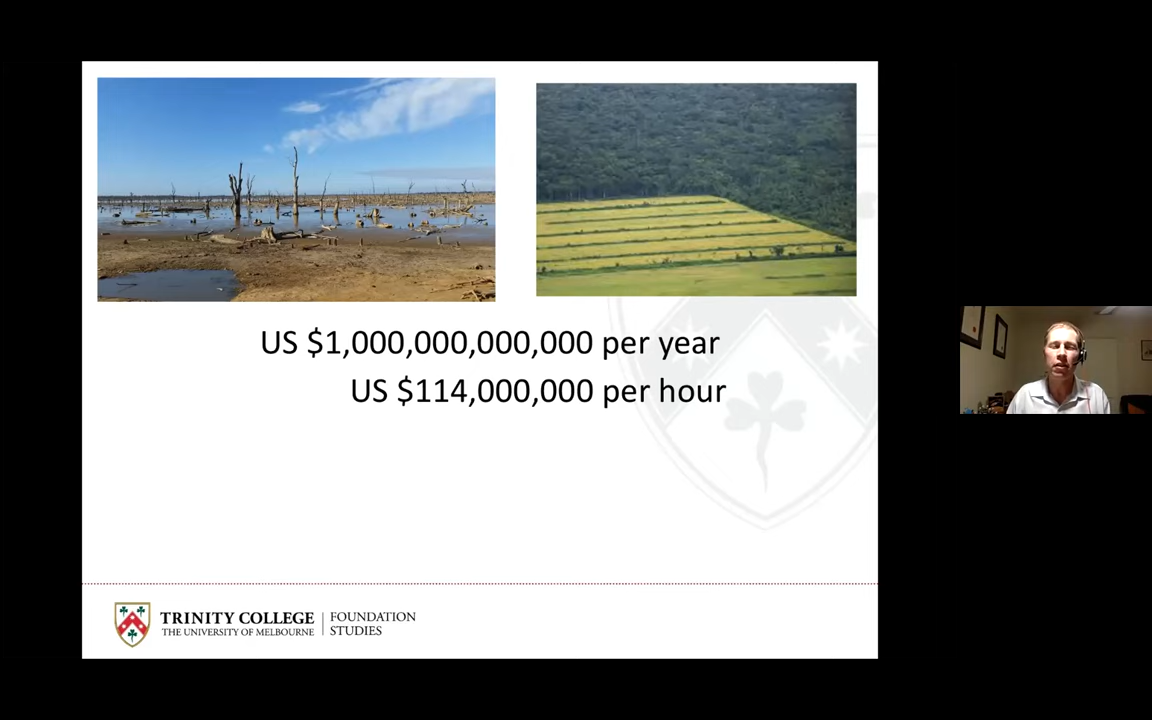 US $1,000,000,000,000 per year
US $114,000,000 per hour
TRINITY COLLEGE
THE UNIVERSITY OF MELBOURNE
FOUNDATION
STUDIES